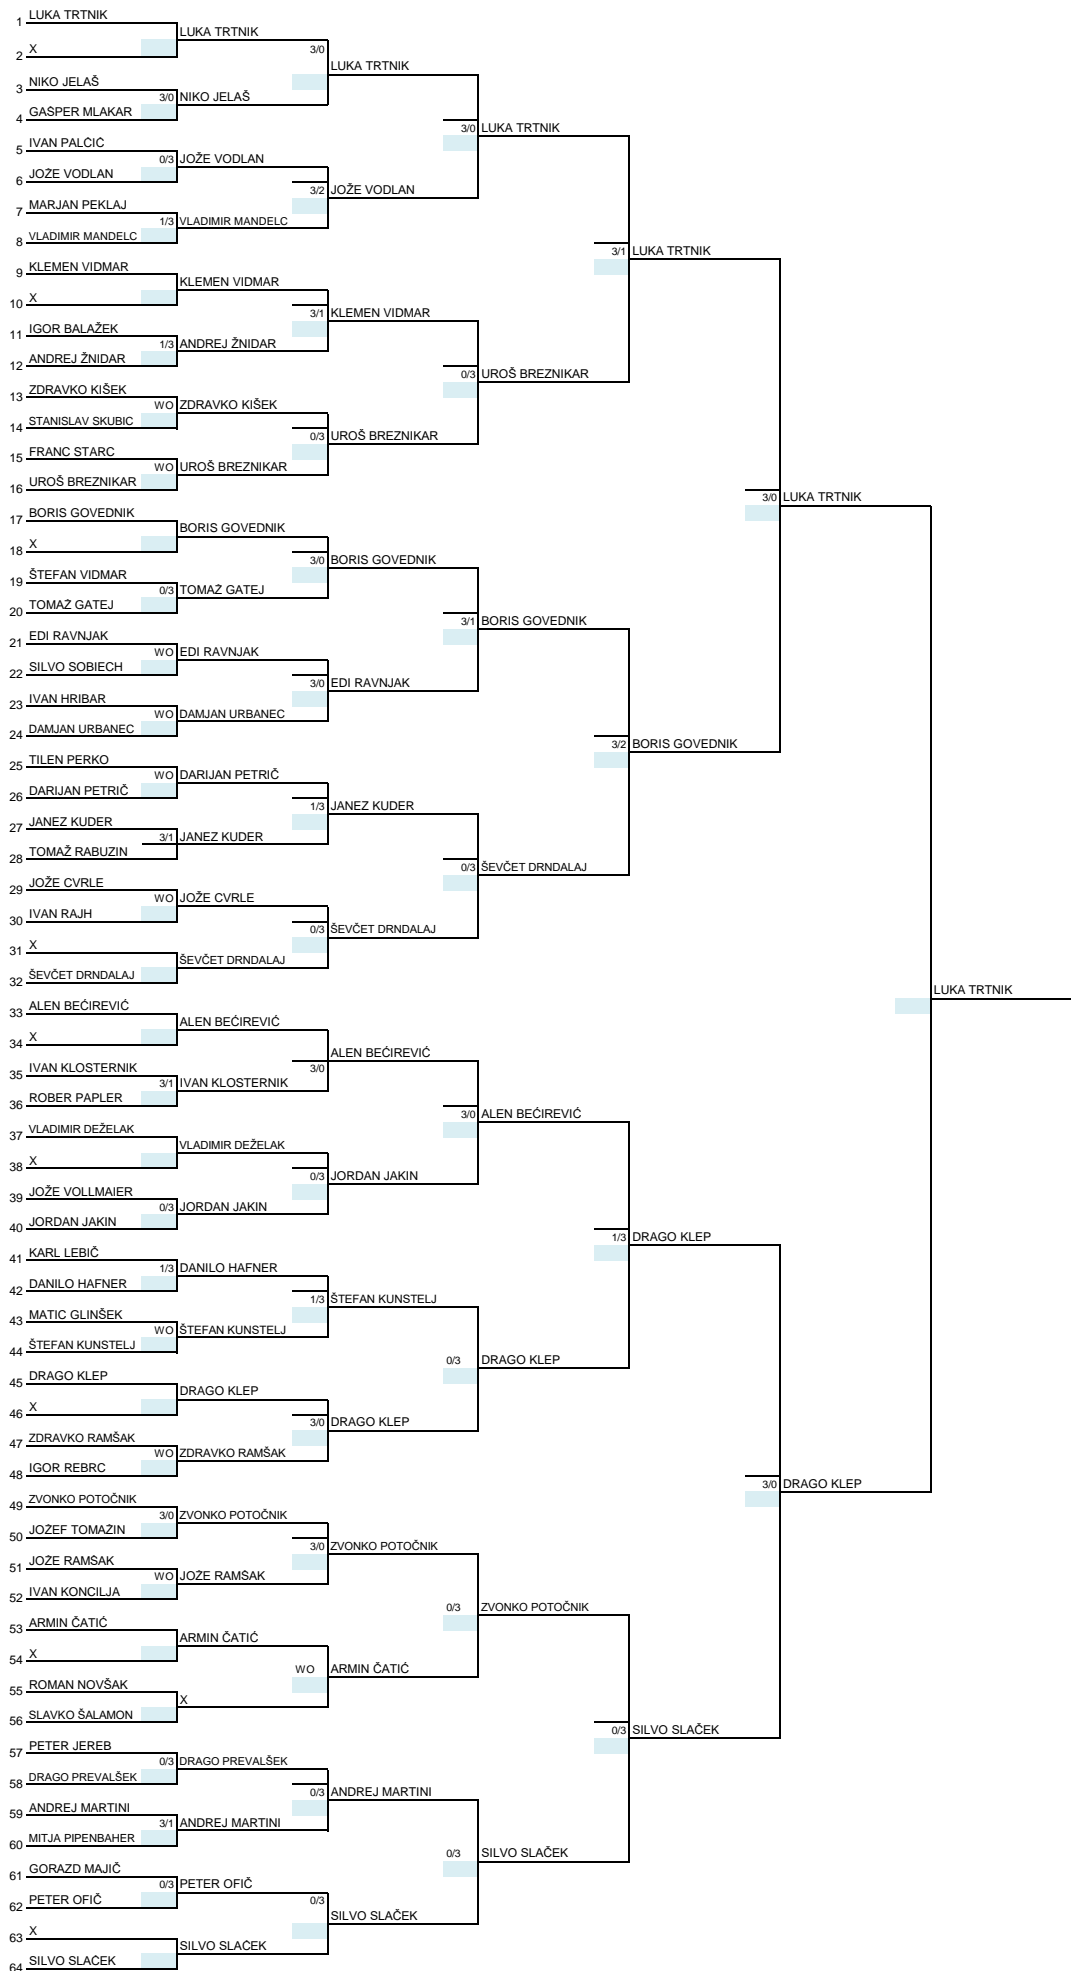 1 LUKA TRTNIK
LUKA TRTNIK
2 X
3/0
LUKA TRTNIK
3 NIKO JELAŠ
3/0 NIKO JELAŠ
4 GAŠPER MLAKAR
3/0 LUKA TRTNIK
5 IVAN PALČIČ
0/3 JOŽE VODLAN
6 JOŽE VODLAN
3/2 JOŽE VODLAN
7 MARJAN PEKLAJ
1/3 VLADIMIR MANDELC
8 VLADIMIR MANDELC
3/1 LUKA TRTNIK
9 KLEMEN VIDMAR
KLEMEN VIDMAR
10 X
3/1 KLEMEN VIDMAR
11 IGOR BALAŽEK
1/3 ANDREJ ŽNIDAR
12 ANDREJ ŽNIDAR
0/3 UROŠ BREZNIKAR
13 ZDRAVKO KIŠEK
WO ZDRAVKO KIŠEK
14 STANISLAV SKUBIC
0/3 UROŠ BREZNIKAR
15 FRANC STARC
WO UROŠ BREZNIKAR
16 UROŠ BREZNIKAR
3/0 LUKA TRTNIK
17 BORIS GOVEDNIK
BORIS GOVEDNIK
18 X
3/0 BORIS GOVEDNIK
19 ŠTEFAN VIDMAR
0/3 TOMAŽ GATEJ
20 TOMAŽ GATEJ
3/1 BORIS GOVEDNIK
21 EDI RAVNJAK
WO EDI RAVNJAK
22 SILVO SOBIECH
3/0 EDI RAVNJAK
23 IVAN HRIBAR
WO DAMJAN URBANEC
24 DAMJAN URBANEC
3/2 BORIS GOVEDNIK
25 TILEN PERKO
WO DARIJAN PETRIČ
26 DARIJAN PETRIČ
1/3 JANEZ KUDER
27 JANEZ KUDER
3/1 JANEZ KUDER
28 TOMAŽ RABUZIN
0/3 ŠEVČET DRNDALAJ
29 JOŽE CVRLE
WO JOŽE CVRLE
30 IVAN RAJH
0/3 ŠEVČET DRNDALAJ
31 X
ŠEVČET DRNDALAJ
32 ŠEVČET DRNDALAJ
LUKA TRTNIK
33 ALEN BEĆIREVIĆ
ALEN BEĆIREVIĆ
34 X
ALEN BEĆIREVIĆ
3/0
35 IVAN KLOSTERNIK
3/1 IVAN KLOSTERNIK
36 ROBER PAPLER
3/0 ALEN BEĆIREVIĆ
37 VLADIMIR DEŽELAK
VLADIMIR DEŽELAK
38 X
0/3 JORDAN JAKIN
39 JOŽE VOLLMAIER
0/3 JORDAN JAKIN
40 JORDAN JAKIN
1/3 DRAGO KLEP
41 KARL LEBIČ
1/3 DANILO HAFNER
42 DANILO HAFNER
1/3 ŠTEFAN KUNSTELJ
43 MATIC GLINŠEK
WO ŠTEFAN KUNSTELJ
44 ŠTEFAN KUNSTELJ
0/3 DRAGO KLEP
45 DRAGO KLEP
DRAGO KLEP
46 X
3/0 DRAGO KLEP
47 ZDRAVKO RAMŠAK
WO ZDRAVKO RAMŠAK
48 IGOR REBRC
3/0 DRAGO KLEP
49 ZVONKO POTOČNIK
3/0 ZVONKO POTOČNIK
50 JOŽEF TOMAŽIN
3/0 ZVONKO POTOČNIK
51 JOŽE RAMŠAK
WO JOŽE RAMŠAK
52 IVAN KONCILJA
0/3 ZVONKO POTOČNIK
53 ARMIN ČATIĆ
ARMIN ČATIĆ
54 X
WO ARMIN ČATIĆ
55 ROMAN NOVŠAK
X
56 SLAVKO ŠALAMON
0/3 SILVO SLAČEK
57 PETER JEREB
0/3 DRAGO PREVALŠEK
58 DRAGO PREVALŠEK
0/3 ANDREJ MARTINI
59 ANDREJ MARTINI
3/1 ANDREJ MARTINI
60 MITJA PIPENBAHER
0/3 SILVO SLAČEK
61 GORAZD MAJIČ
0/3 PETER OFIČ
62 PETER OFIČ
0/3
SILVO SLAČEK
63 X
SILVO SLAČEK
64 SILVO SLAČEK